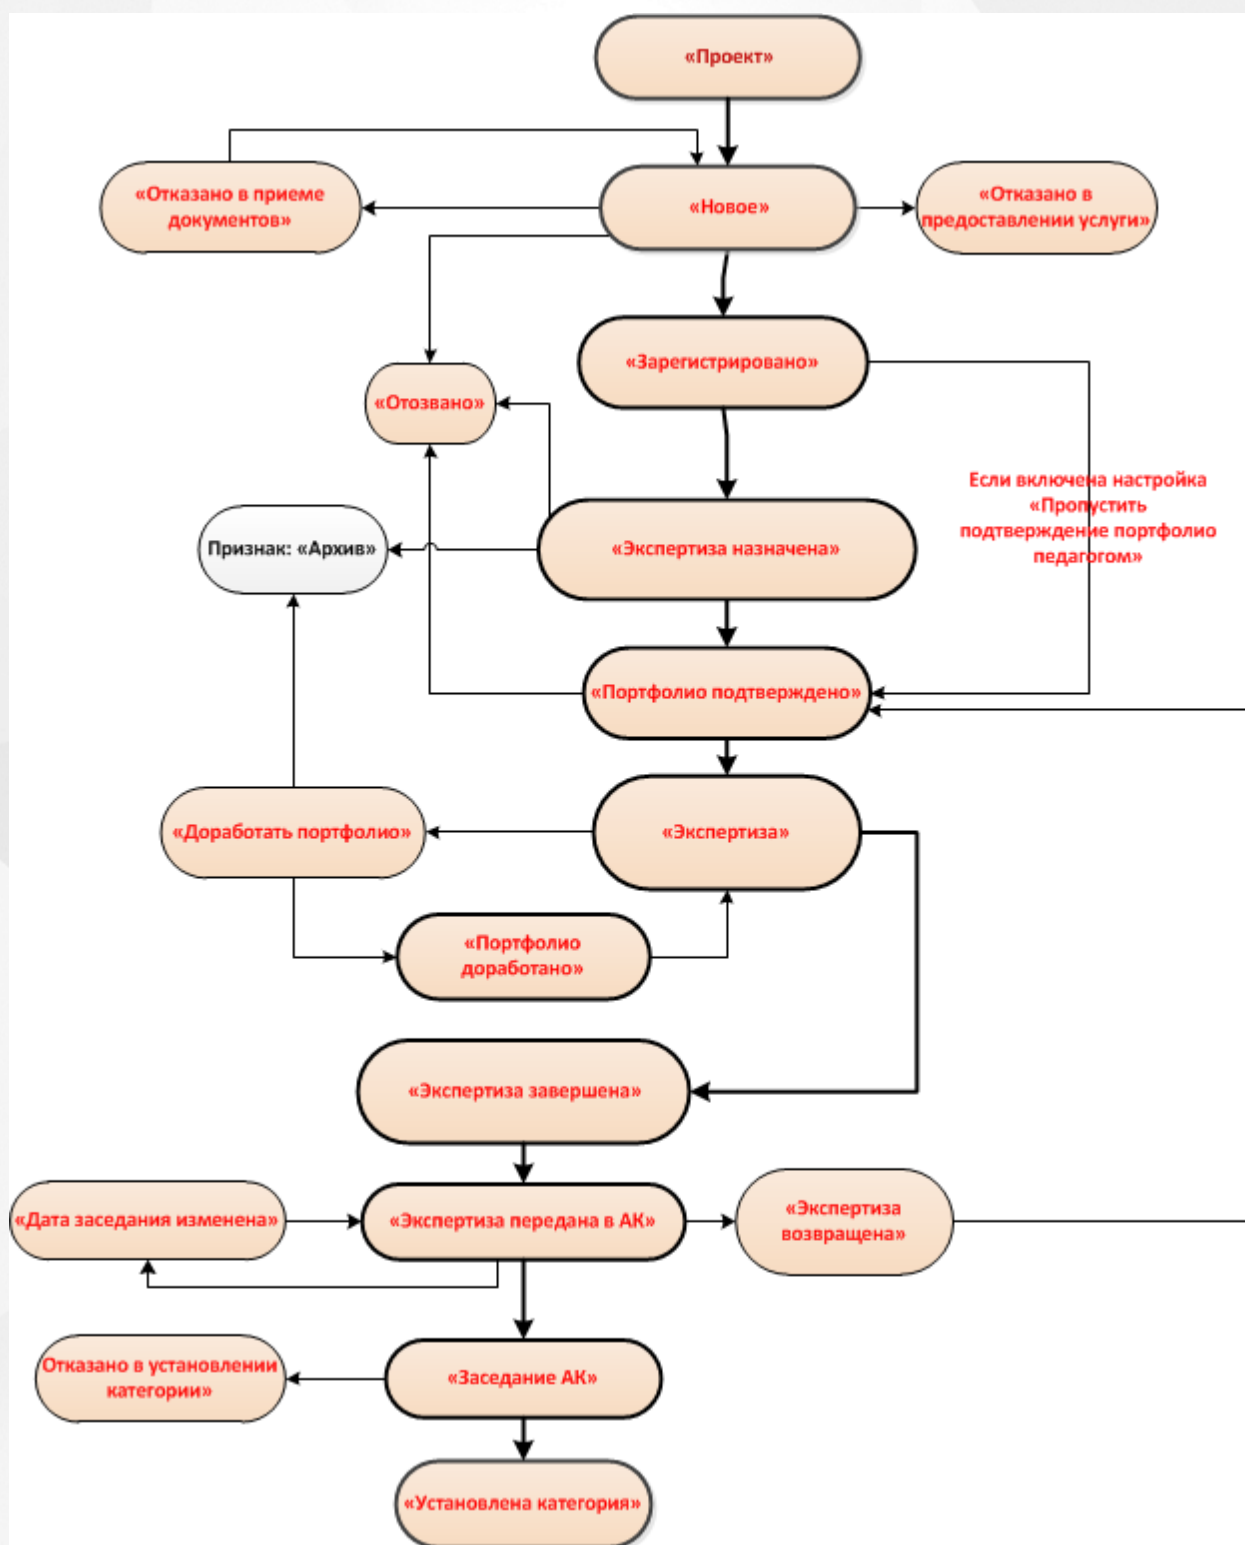 «Проект»
«Отказано в приеме
документов»
«Новое»
«Отказано в
предоставлении услуги»
«Зарегистрировано»
«Отозвано»
Если включена настройка
«Пропустить
подтверждение портфолио
педагогом»
Признак: «Архив»
«Экспертиза назначена»
«Портфолио подтверждено»
«Доработать портфолио»
«Экспертиза»
«Портфолио
доработано»
«Экспертиза завершена»
«Дата заседания изменена»
«Экспертиза передана в АК»
«Экспертиза
возвращена»
Отказано в установлении
категории»
«Заседание АК»
«Установлена категория»